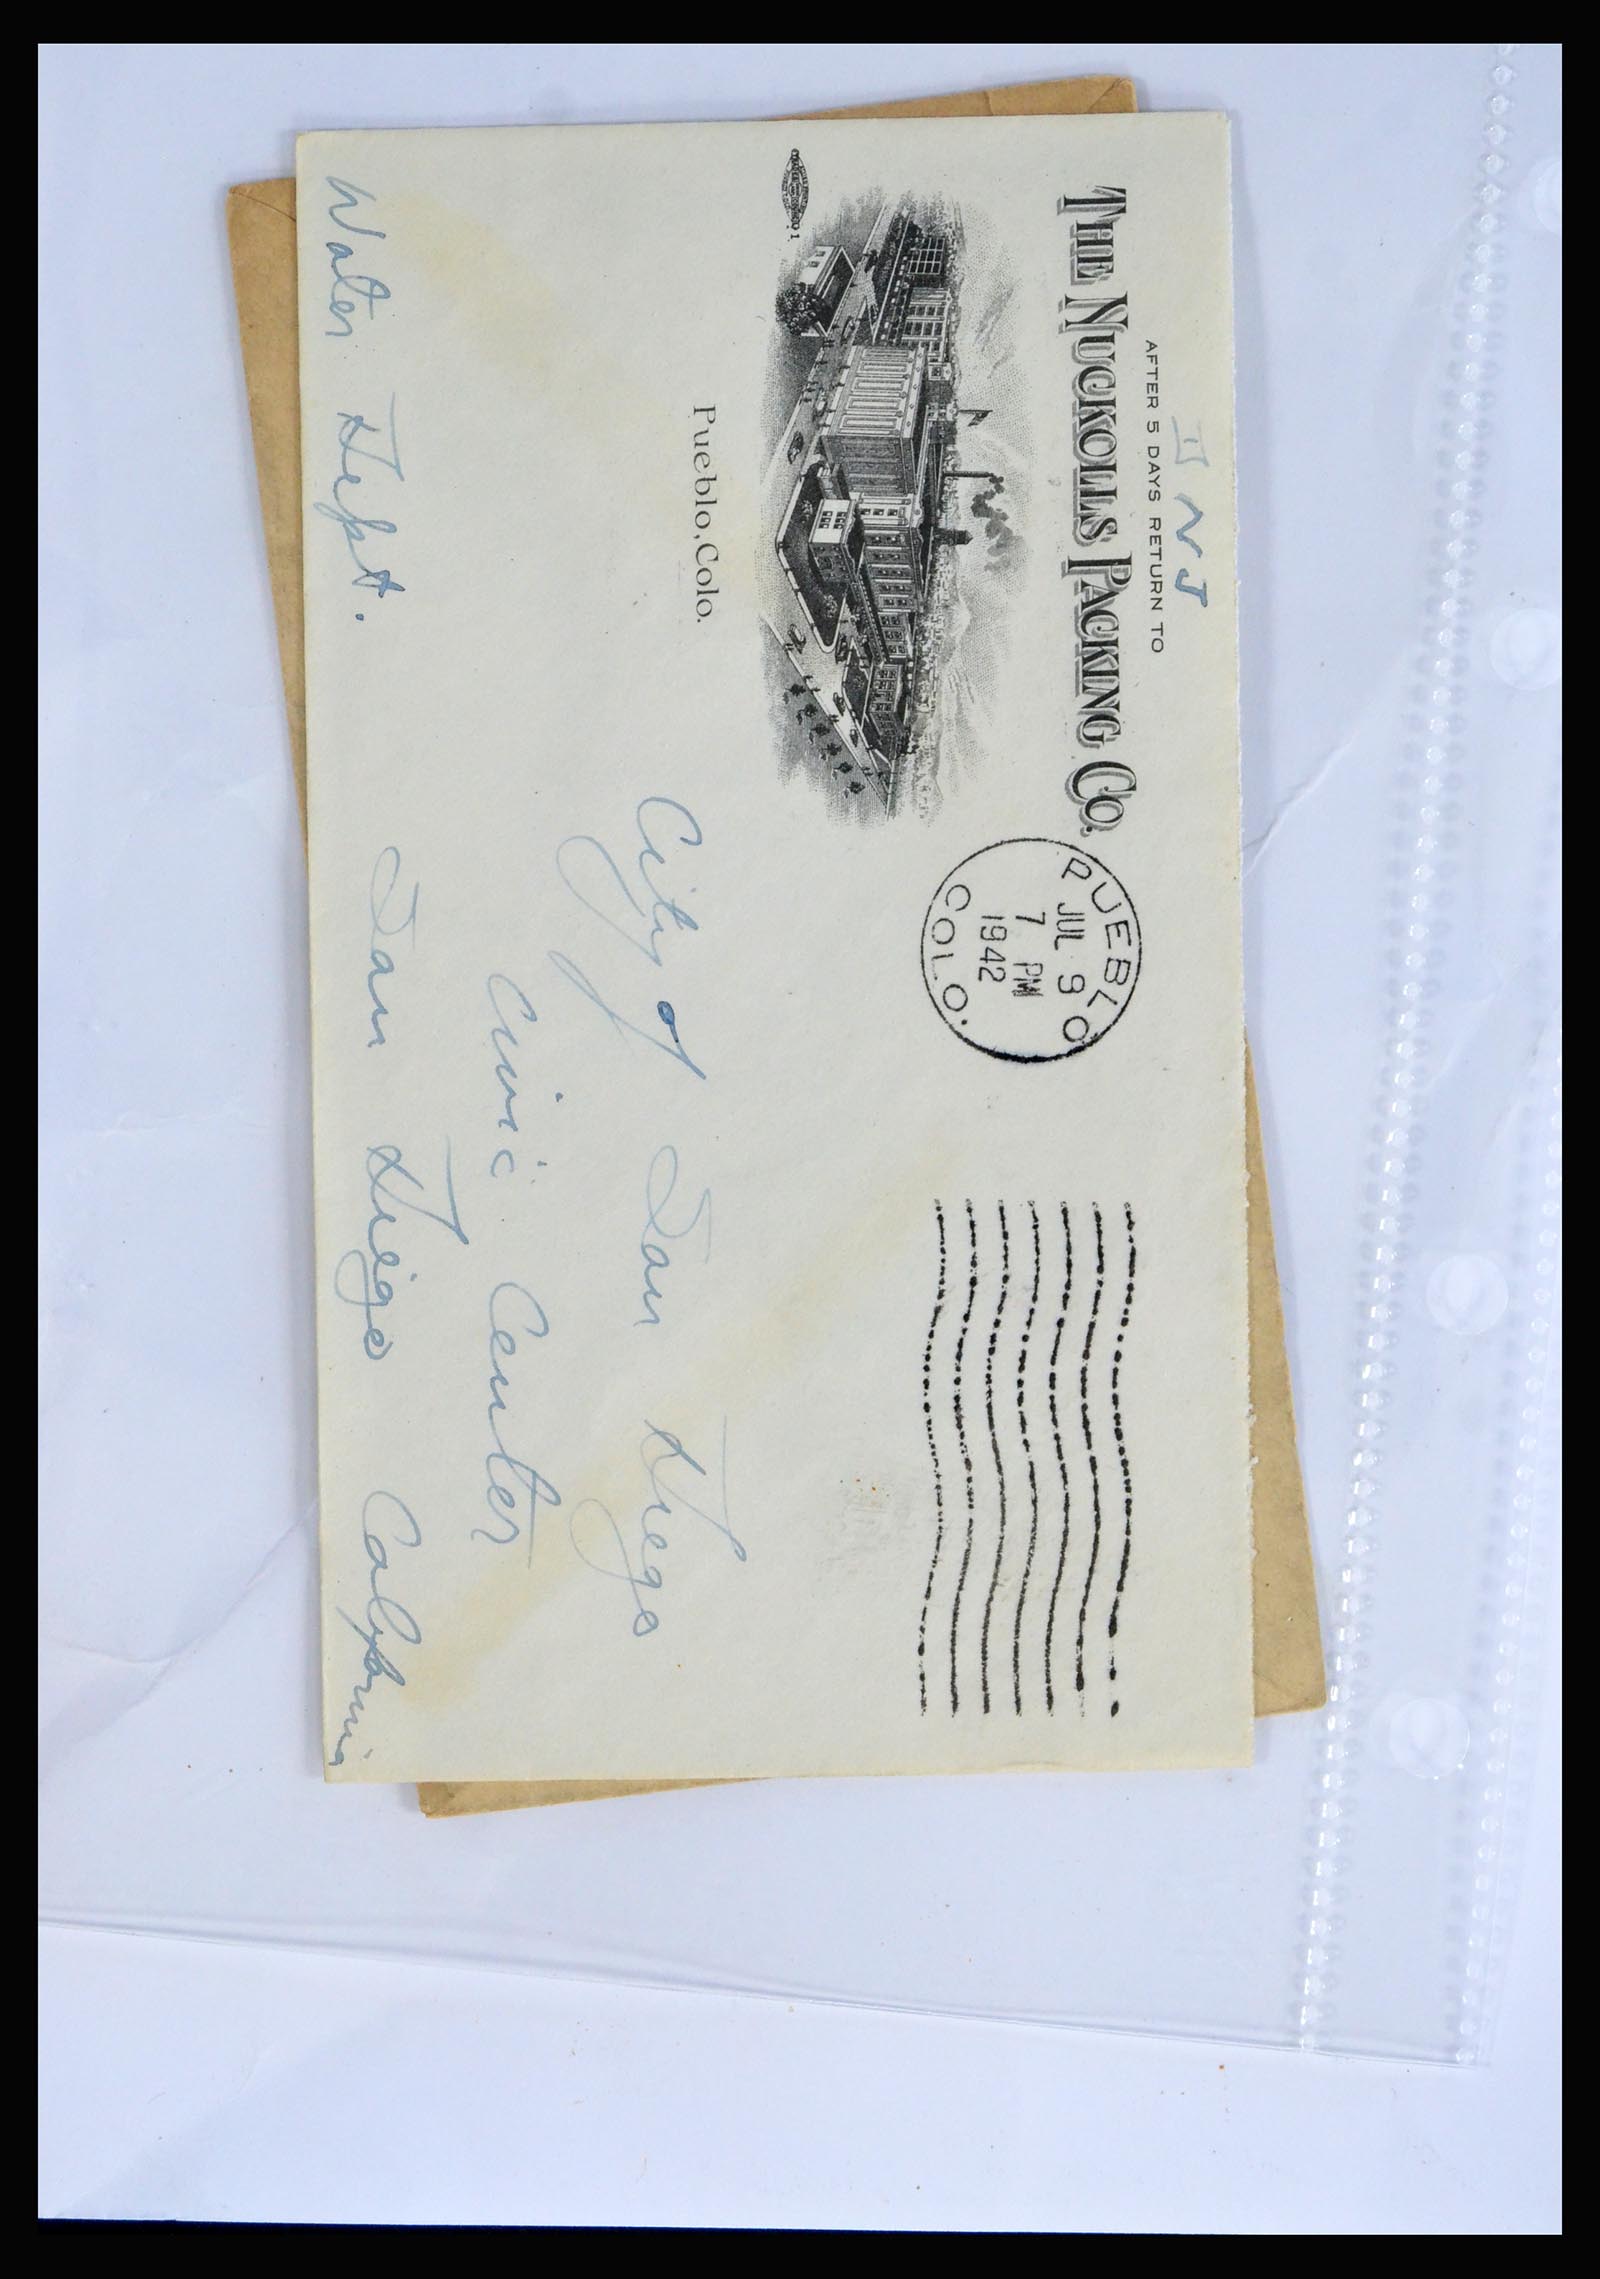 AFTER 5 DAYS RETURN TO
THE NUCKOLLS PACKING CO.
Pueblo, Colo.
PUEBLO
JUL 9
7 PM
1942
COLO.
City of San Diego
Civic Center
San Diego California
Water Dept.